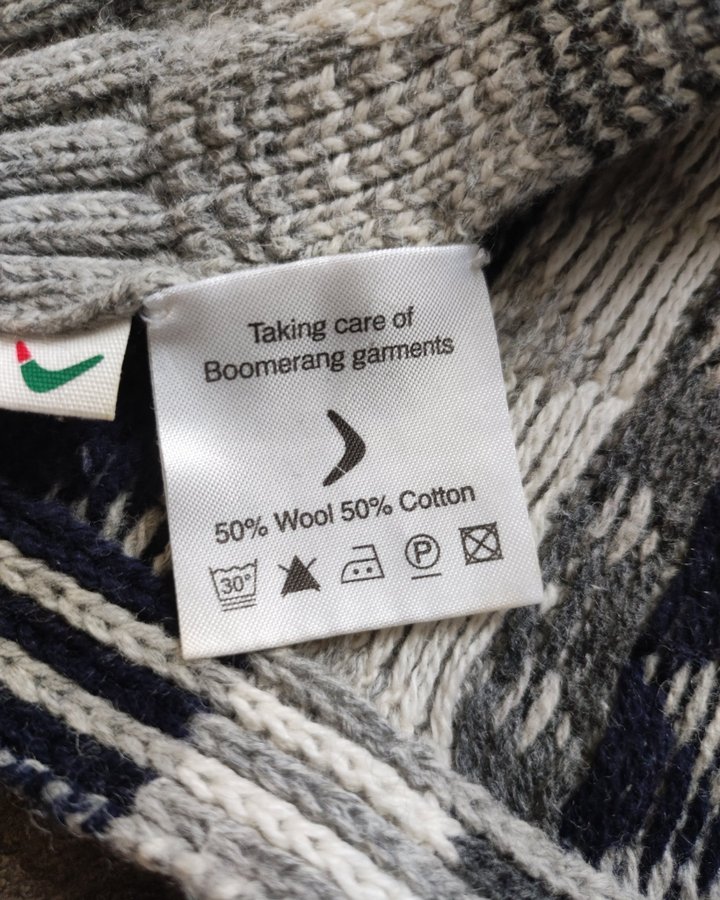 Taking care of
Boomerang garments
50% Wool 50% Cotton
30° P